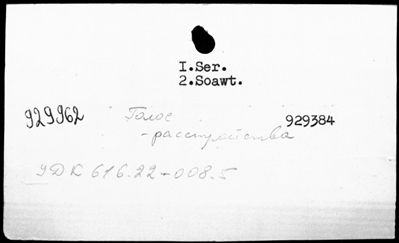 I.Ser.
2.Soawt.
929962 Голос 929384
-расстройства
УДК 616.22-008.5